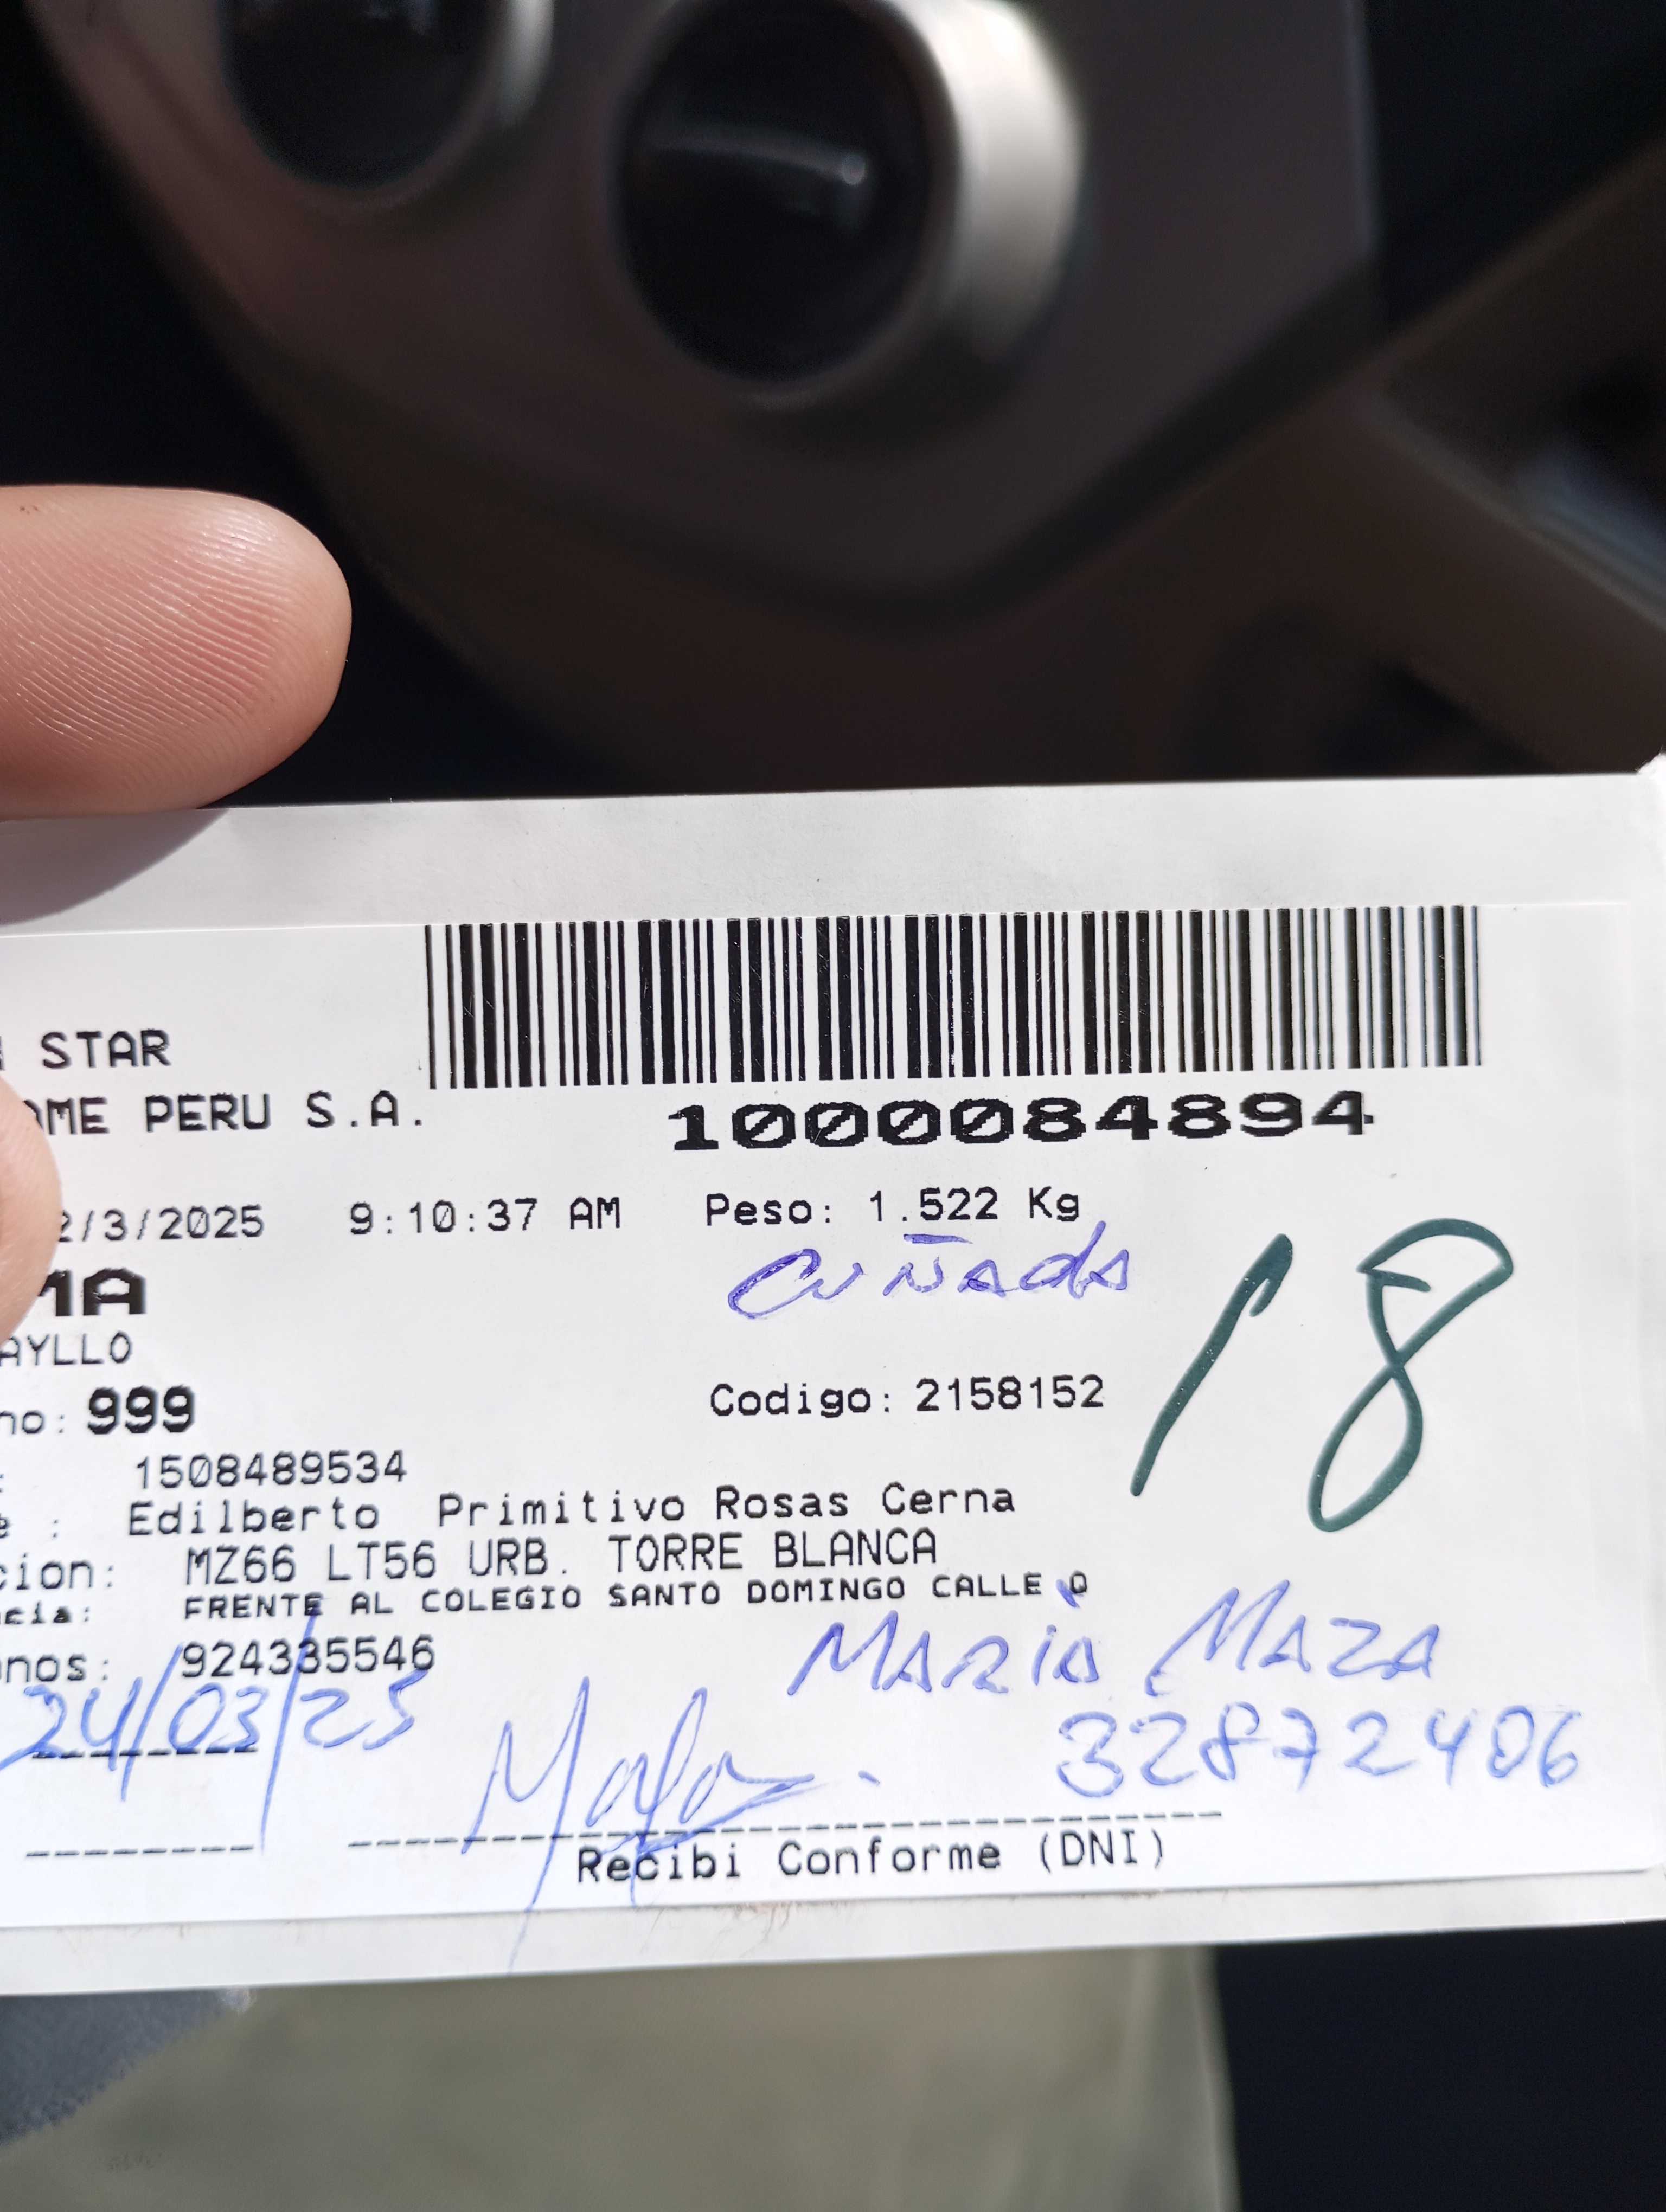 STAR
OME PERU S.A.
1000084894
2/3/2025 9:10:37 AM Peso: 1.522 Kg
Cuñada
MA
18
AYLLO
no: 999 Codigo: 2158152
: 1508489534
e : Edilberto Primitivo Rosas Cerna
cion: MZ66 LT56 URB. TORRE BLANCA
cia: FRENTE AL COLEGIO SANTO DOMINGO CALLE Q
nos: 924335546
MARIA MAZA
24/03/25
32872406
Recibi Conforme (DNI)